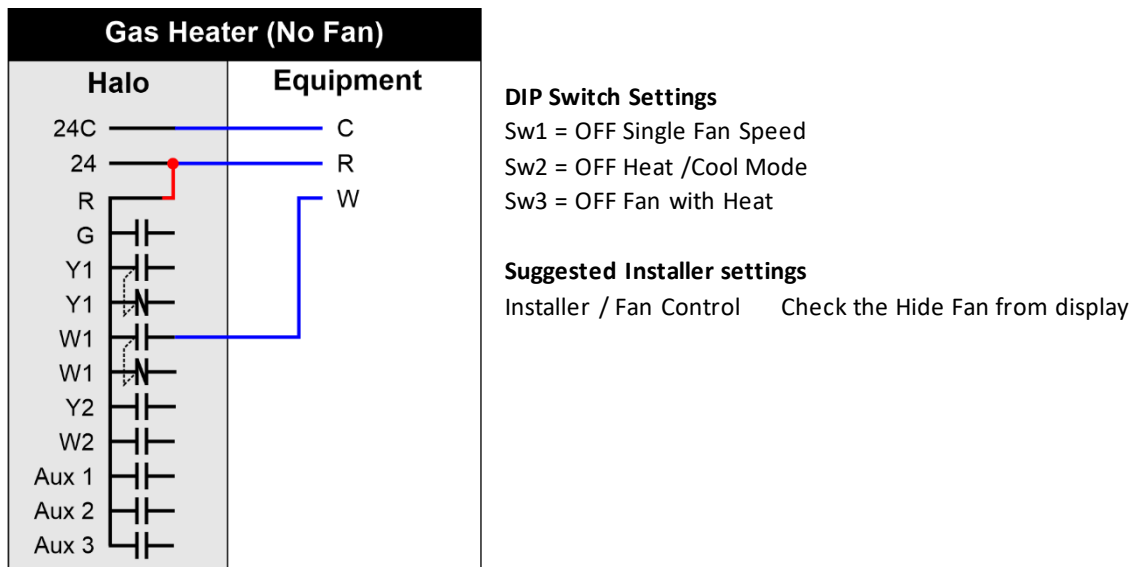 Gas Heater (No Fan)
Halo Equipment
24C C
24 R
R W
G
Y1
Y1
W1
W1
Y2
W2
Aux 1
Aux 2
Aux 3
DIP Switch Settings
Sw1 = OFF Single Fan Speed
Sw2 = OFF Heat /Cool Mode
Sw3 = OFF Fan with Heat
Suggested Installer settings
Installer / Fan Control Check the Hide Fan from display